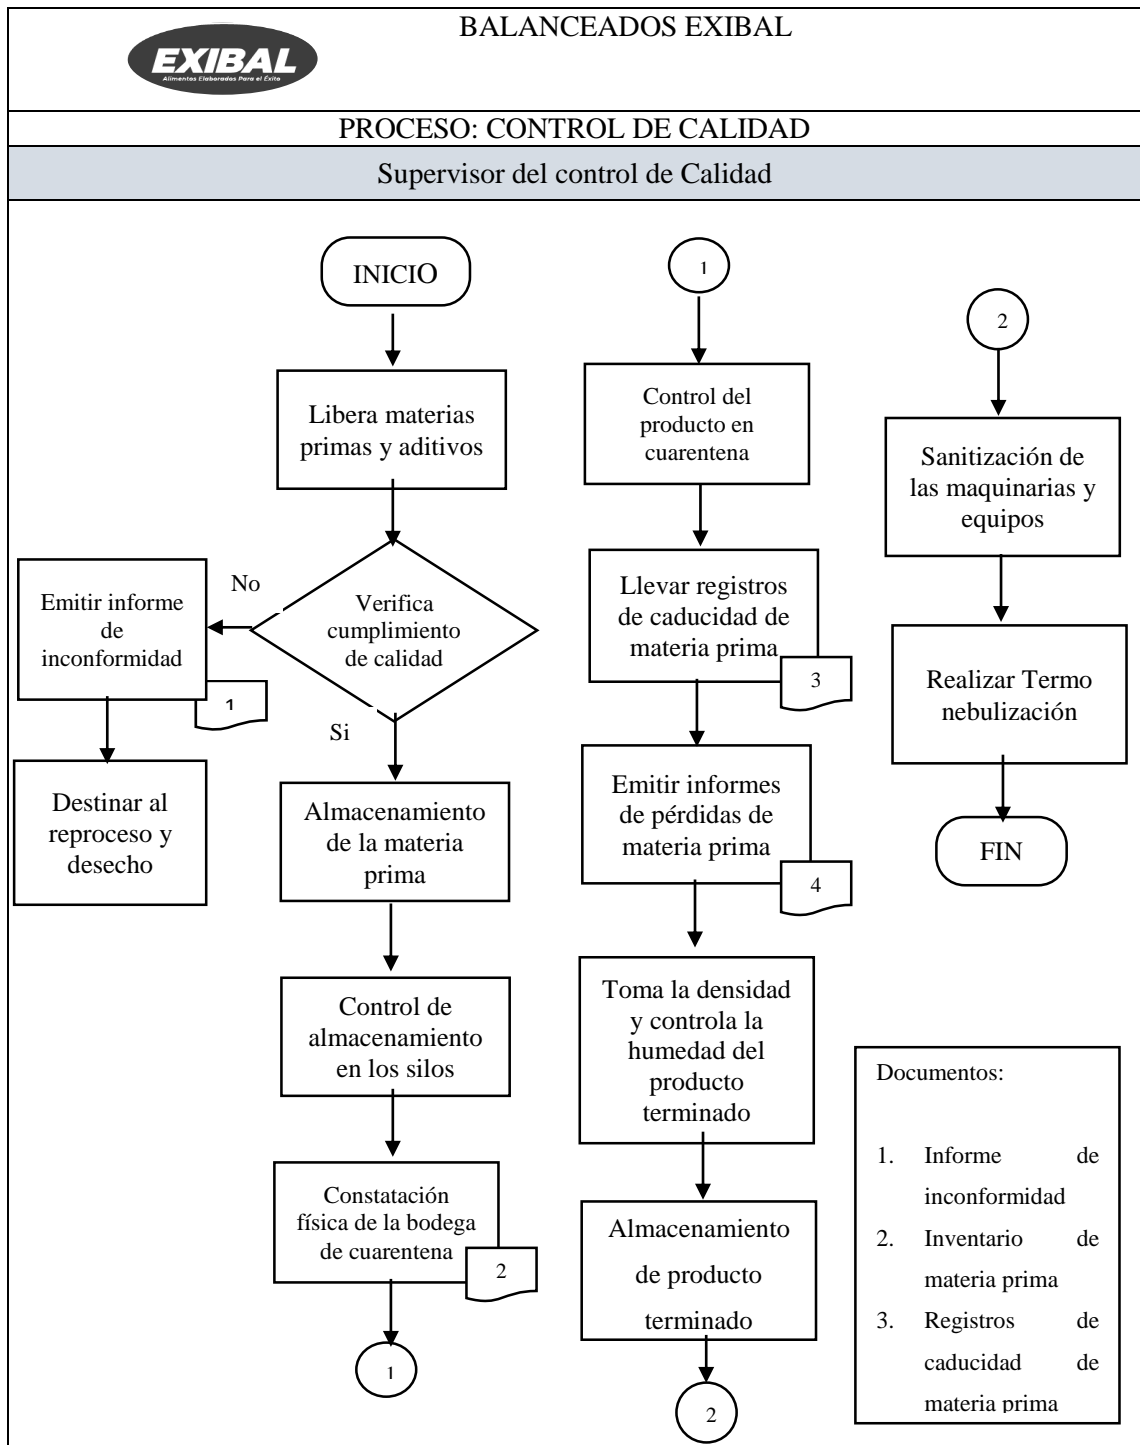 BALANCEADOS EXIBAL
EXIBAL
Alimentos Elaborados Para el Éxito
PROCESO: CONTROL DE CALIDAD
Supervisor del control de Calidad
INICIO
Libera materias
primas y aditivos
Verifica
cumplimiento
de calidad
No
Emitir informe
de
inconformidad
1
Destinar al
reproceso y
desecho
Si
Almacenamiento
de la materia
prima
Control de
almacenamiento
en los silos
Constatación
física de la bodega
de cuarentena
2
1
1
Control del
producto en
cuarentena
Llevar registros
de caducidad de
materia prima
3
Emitir informes
de pérdidas de
materia prima
4
Toma la densidad
y controla la
humedad del
producto
terminado
Almacenamiento
de producto
terminado
2
2
Sanitización de
las maquinarias y
equipos
Realizar Termo
nebulización
FIN
Documentos:
1. Informe de
inconformidad
2. Inventario de
materia prima
3. Registros de
caducidad de
materia prima